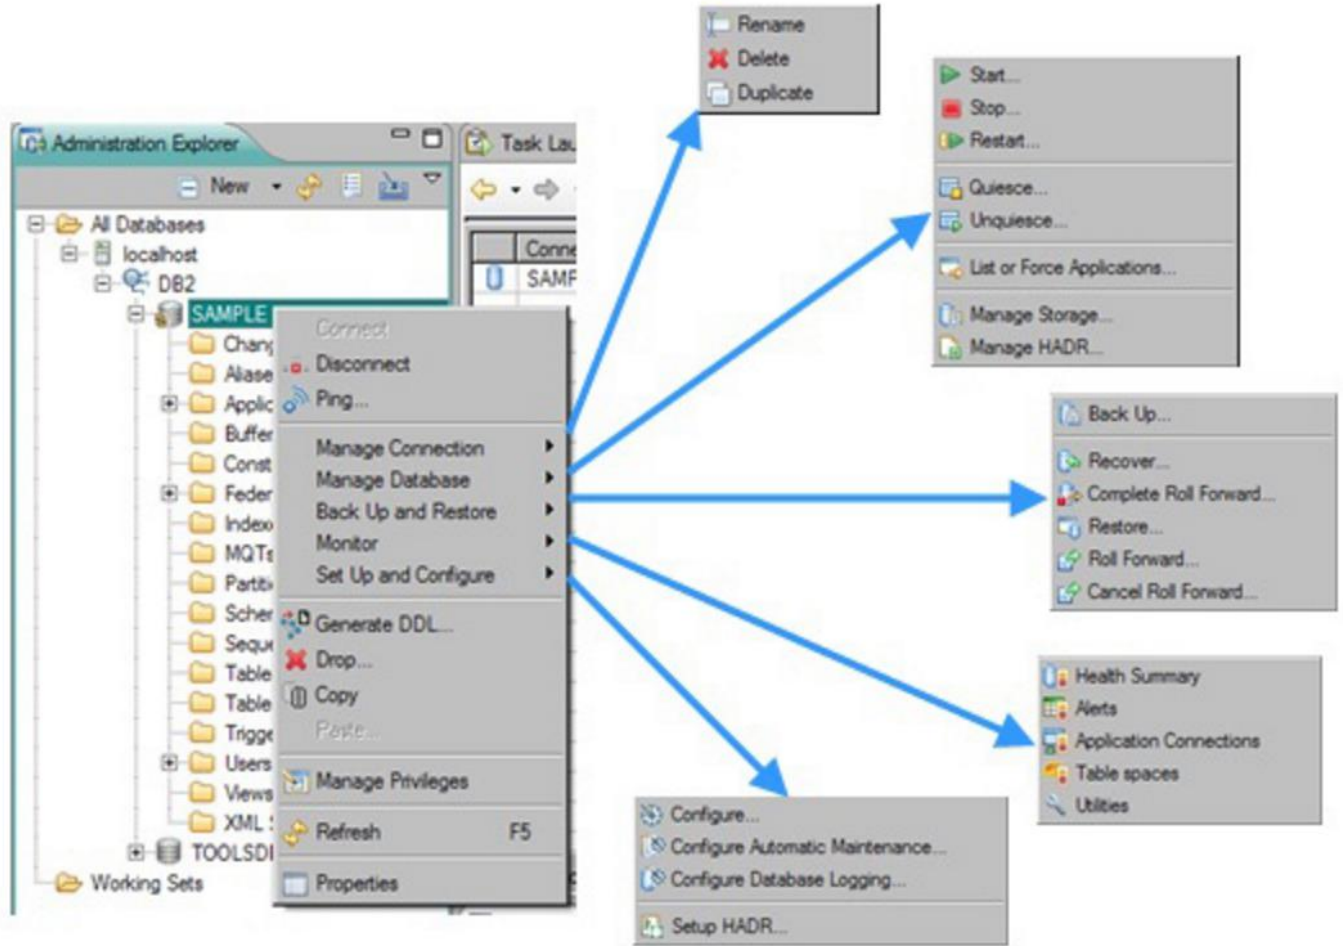 Administration Explorer
New
All Databases
localhost
DB2
SAMPLE
Chang
Aliase
Applic
Buffer
Const
Feder
Index
MQTs
Partiti
Schem
Seque
Table
Table
Trigge
Users
Views
XML S
TOOLSD
Working Sets
Task Lau
Conne
SAMP
Connect
Disconnect
Ping...
Manage Connection
Manage Database
Back Up and Restore
Monitor
Set Up and Configure
Generate DDL...
Drop...
Copy
Paste...
Manage Privileges
Refresh F5
Properties
Rename
Delete
Duplicate
Start...
Stop...
Restart...
Quiesce...
Unquiesce...
List or Force Applications...
Manage Storage...
Manage HADR...
Back Up...
Recover...
Complete Roll Forward...
Restore...
Roll Forward...
Cancel Roll Forward...
Health Summary
Alerts
Application Connections
Table spaces
Utilities
Configure...
Configure Automatic Maintenance...
Configure Database Logging...
Setup HADR...